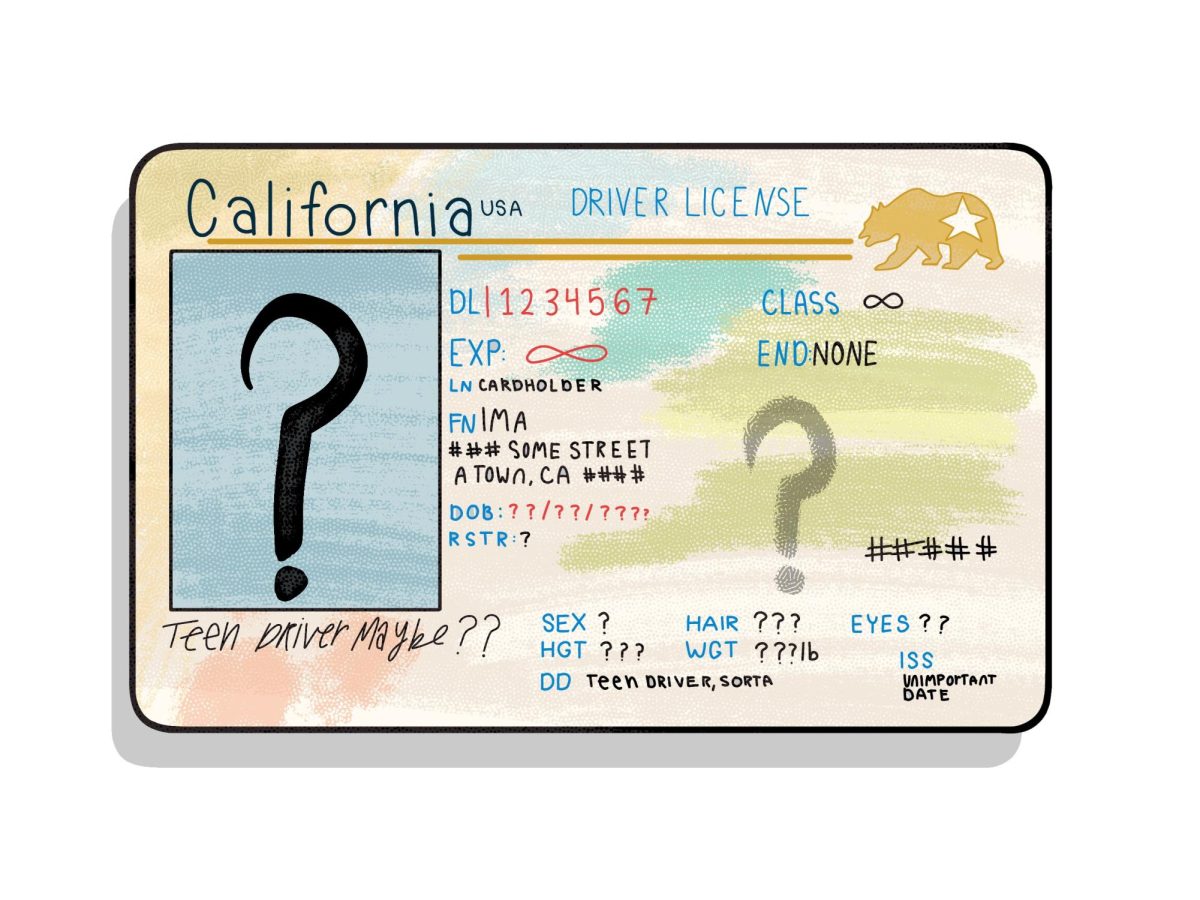 California USA DRIVER LICENSE
DL 11234567 CLASS ∞
EXP: ∞ END:NONE
LN CARDHOLDER
FN IMA
### SOME STREET
A TOWN, CA ####
DOB: ??/??/????
RSTR: ?
#####
Teen DRiver Maybe??
SEX ? HAIR ??? EYES ??
HGT ??? WGT ???lb
ISS
UNIMPORTANT
DATE
DD Teen DRIVER, SORTA